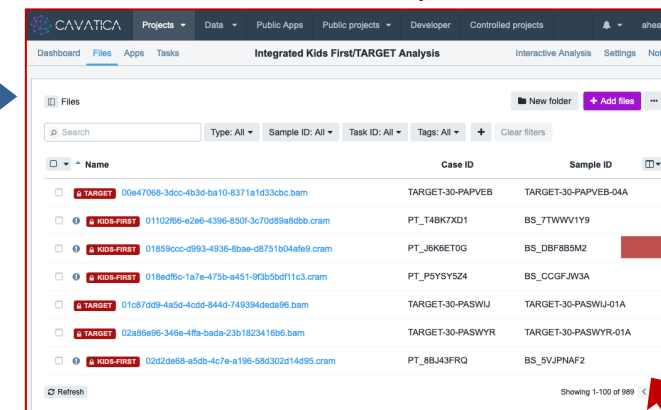 CAVATICA Projects Data Public Apps Public projects Developer Controlled projects
Dashboard Files Apps Tasks Integrated Kids First/TARGET Analysis Interactive Analysis Settings
Files New folder + Add files ...
Search Type: All Sample ID: All Task ID: All Tags: All + Clear filters
Name Case ID Sample ID
TARGET 00e47068-3dcc-4b3d-ba10-8371a1d33cbc.bam TARGET-30-PAPVEB TARGET-30-PAPVEB-04A
KIDS-FIRST 01102f66-e2e6-4396-850f-3c70d89a8dbb.cram PT_T4BK7XD1 BS_7TWWV1Y9
KIDS-FIRST 01859ccc-d993-4936-8bae-d8751b04afe9.cram PT_J6K6ET0G BS_DBF8B5M2
KIDS-FIRST 018edf6c-1a7e-475b-a451-9f3b5bdf11c3.cram PT_P5YSY5Z4 BS_CCGFJW3A
TARGET 01c87dd9-4a5d-4cdd-844d-749394deda96.bam TARGET-30-PASWIJ TARGET-30-PASWIJ-01A
TARGET 02a86e96-346e-4ffa-bada-23b1823416b6.bam TARGET-30-PASWYR TARGET-30-PASWYR-01A
KIDS-FIRST 02d2de68-a5db-4c7e-a196-58d302d14d95.cram PT_8BJ43FRQ BS_5VJPNAF2
Refresh Showing 1-100 of 989